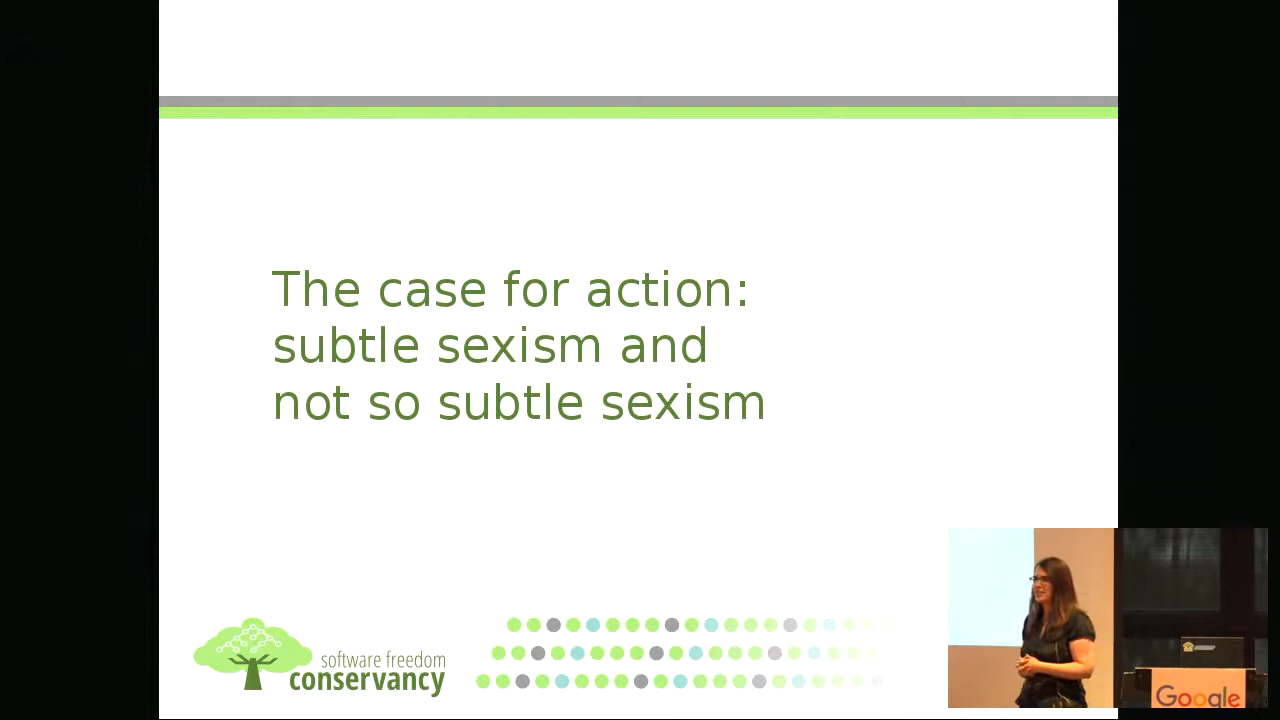 The case for action:
subtle sexism and
not so subtle sexism
software freedom
conservancy
Google